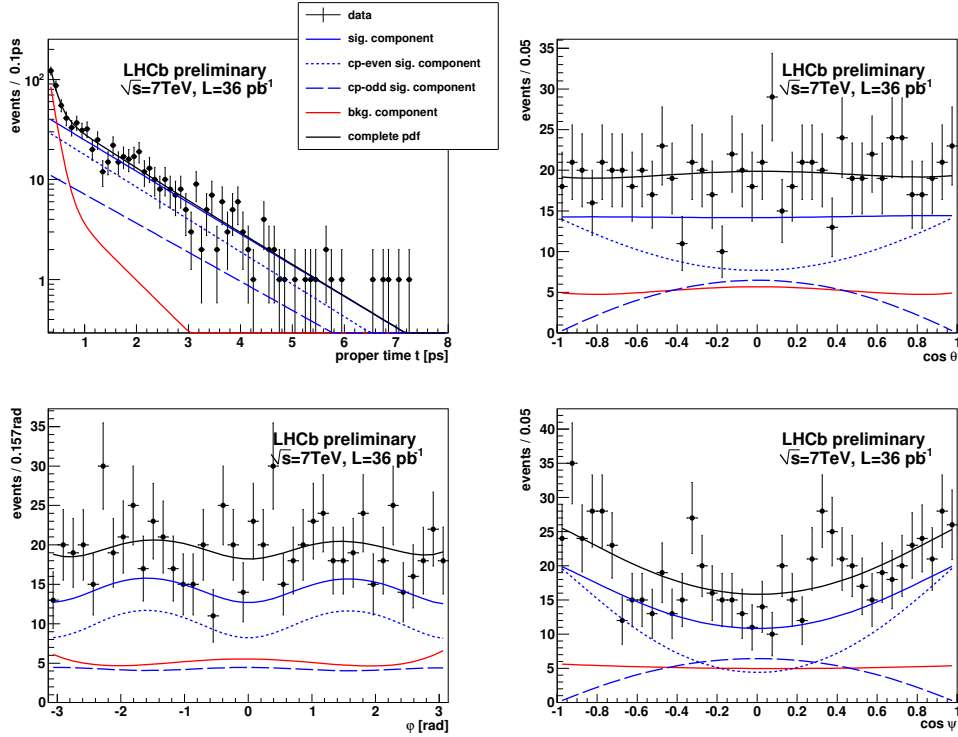 data
sig. component
cp-even sig. component
cp-odd sig. component
bkg. component
complete pdf
events / 0.1ps
LHCb preliminary
√s=7TeV, L=36 pb-1
10²
10
1
1 2 3 4 5 6 7 8
proper time t [ps]
events / 0.05
LHCb preliminary
√s=7TeV, L=36 pb-1
35
30
25
20
15
10
5
0
-1 -0.8 -0.6 -0.4 -0.2 0 0.2 0.4 0.6 0.8 1
cos θ
events / 0.157rad
LHCb preliminary
√s=7TeV, L=36 pb-1
35
30
25
20
15
10
5
0
-3 -2 -1 0 1 2 3
φ [rad]
events / 0.05
LHCb preliminary
√s=7TeV, L=36 pb-1
40
35
30
25
20
15
10
5
0
-1 -0.8 -0.6 -0.4 -0.2 0 0.2 0.4 0.6 0.8 1
cos ψ